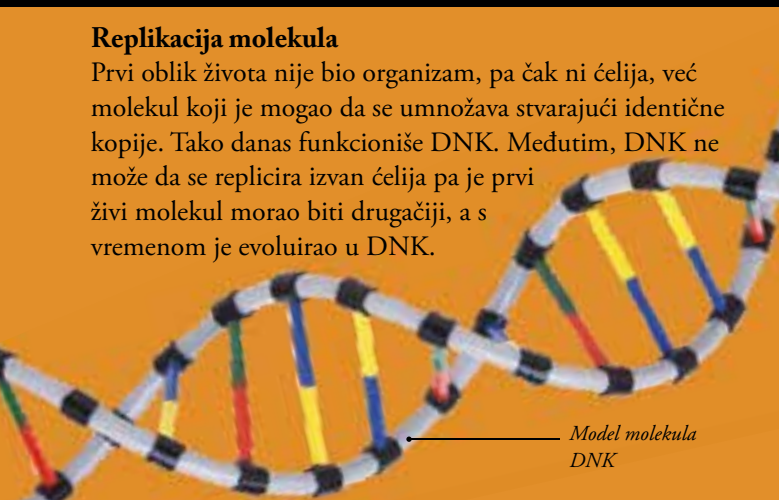 Replikacija molekula
Prvi oblik života nije bio organizam, pa čak ni ćelija, već
molekul koji je mogao da se umnožava stvarajući identične
kopije. Tako danas funkcioniše DNK. Međutim, DNK ne
može da se replicira izvan ćelija pa je prvi
živi molekul morao biti drugačiji, a s
vremenom je evoluirao u DNK.
Model molekula
DNK